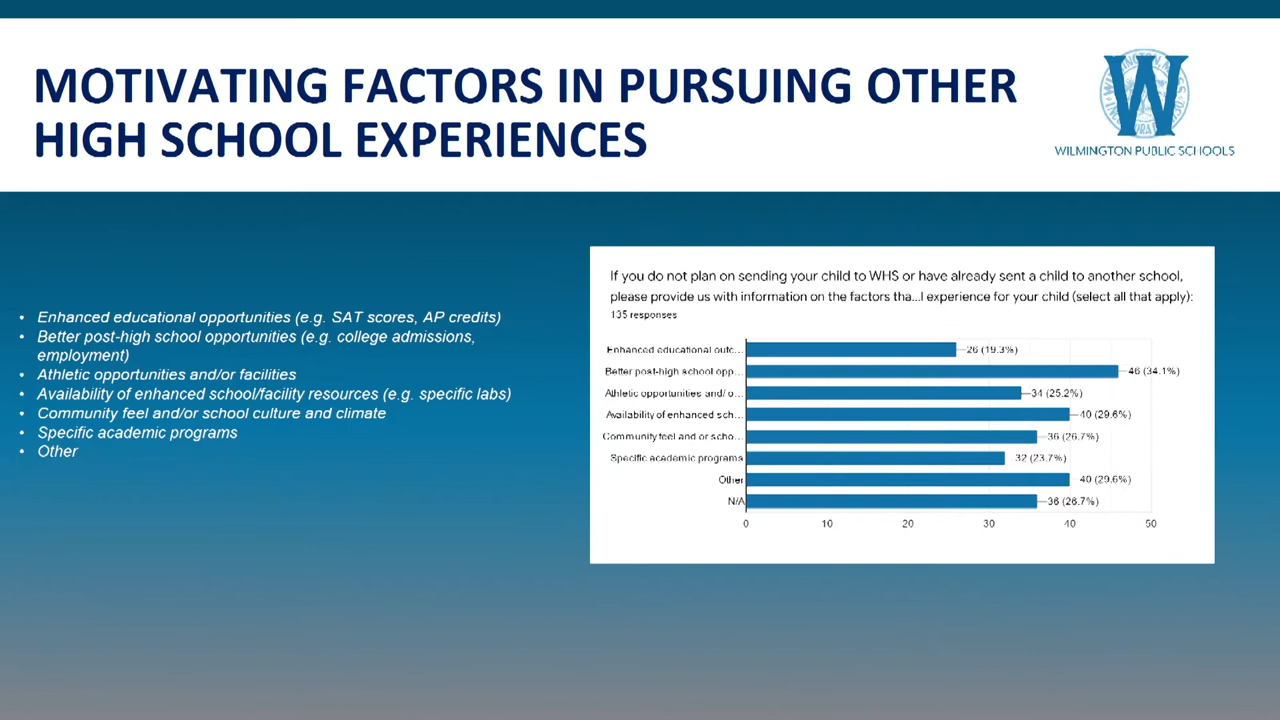 MOTIVATING FACTORS IN PURSUING OTHER
HIGH SCHOOL EXPERIENCES
W
WILMINGTON PUBLIC SCHOOLS
• Enhanced educational opportunities (e.g. SAT scores, AP credits)
• Better post-high school opportunities (e.g. college admissions,
employment)
• Athletic opportunities and/or facilities
• Availability of enhanced school/facility resources (e.g. specific labs)
• Community feel and/or school culture and climate
• Specific academic programs
• Other
If you do not plan on sending your child to WHS or have already sent a child to another school,
please provide us with information on the factors tha...l experience for your child (select all that apply):
135 responses
Enhanced educational outc... 26 (19.3%)
Better post-high school opp... 46 (34.1%)
Athletic opportunities and/ o... 34 (25.2%)
Availability of enhanced sch... 40 (29.6%)
Community feel and or scho... 36 (26.7%)
Specific academic programs 32 (23.7%)
Other 40 (29.6%)
N/A 36 (26.7%)
0 10 20 30 40 50